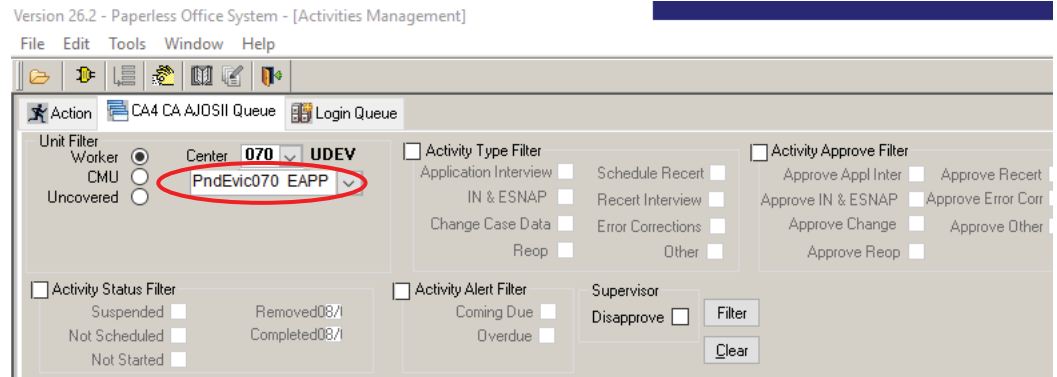 Version 26.2 - Paperless Office System - [Activities Management]
File Edit Tools Window Help
Action CA4 CA AJOSII Queue Login Queue
Unit Filter
Worker Center 070 UDEV
CMU PndEvic070 EAPP
Uncovered
Activity Type Filter
Application Interview Schedule Recert
IN & ESNAP Recert Interview
Change Case Data Error Corrections
Reop Other
Activity Approve Filter
Approve Appl Inter Approve Recert
Approve IN & ESNAP Approve Error Corr
Approve Change Approve Other
Approve Reop
Activity Status Filter
Suspended Removed08/
Not Scheduled Completed08/
Not Started
Activity Alert Filter
Coming Due
Overdue
Supervisor
Disapprove
Filter
Clear